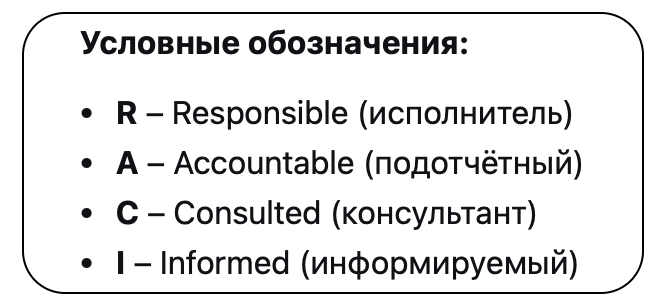 Условные обозначения:
• R – Responsible (исполнитель)
• A – Accountable (подотчётный)
• C – Consulted (консультант)
• I – Informed (информируемый)